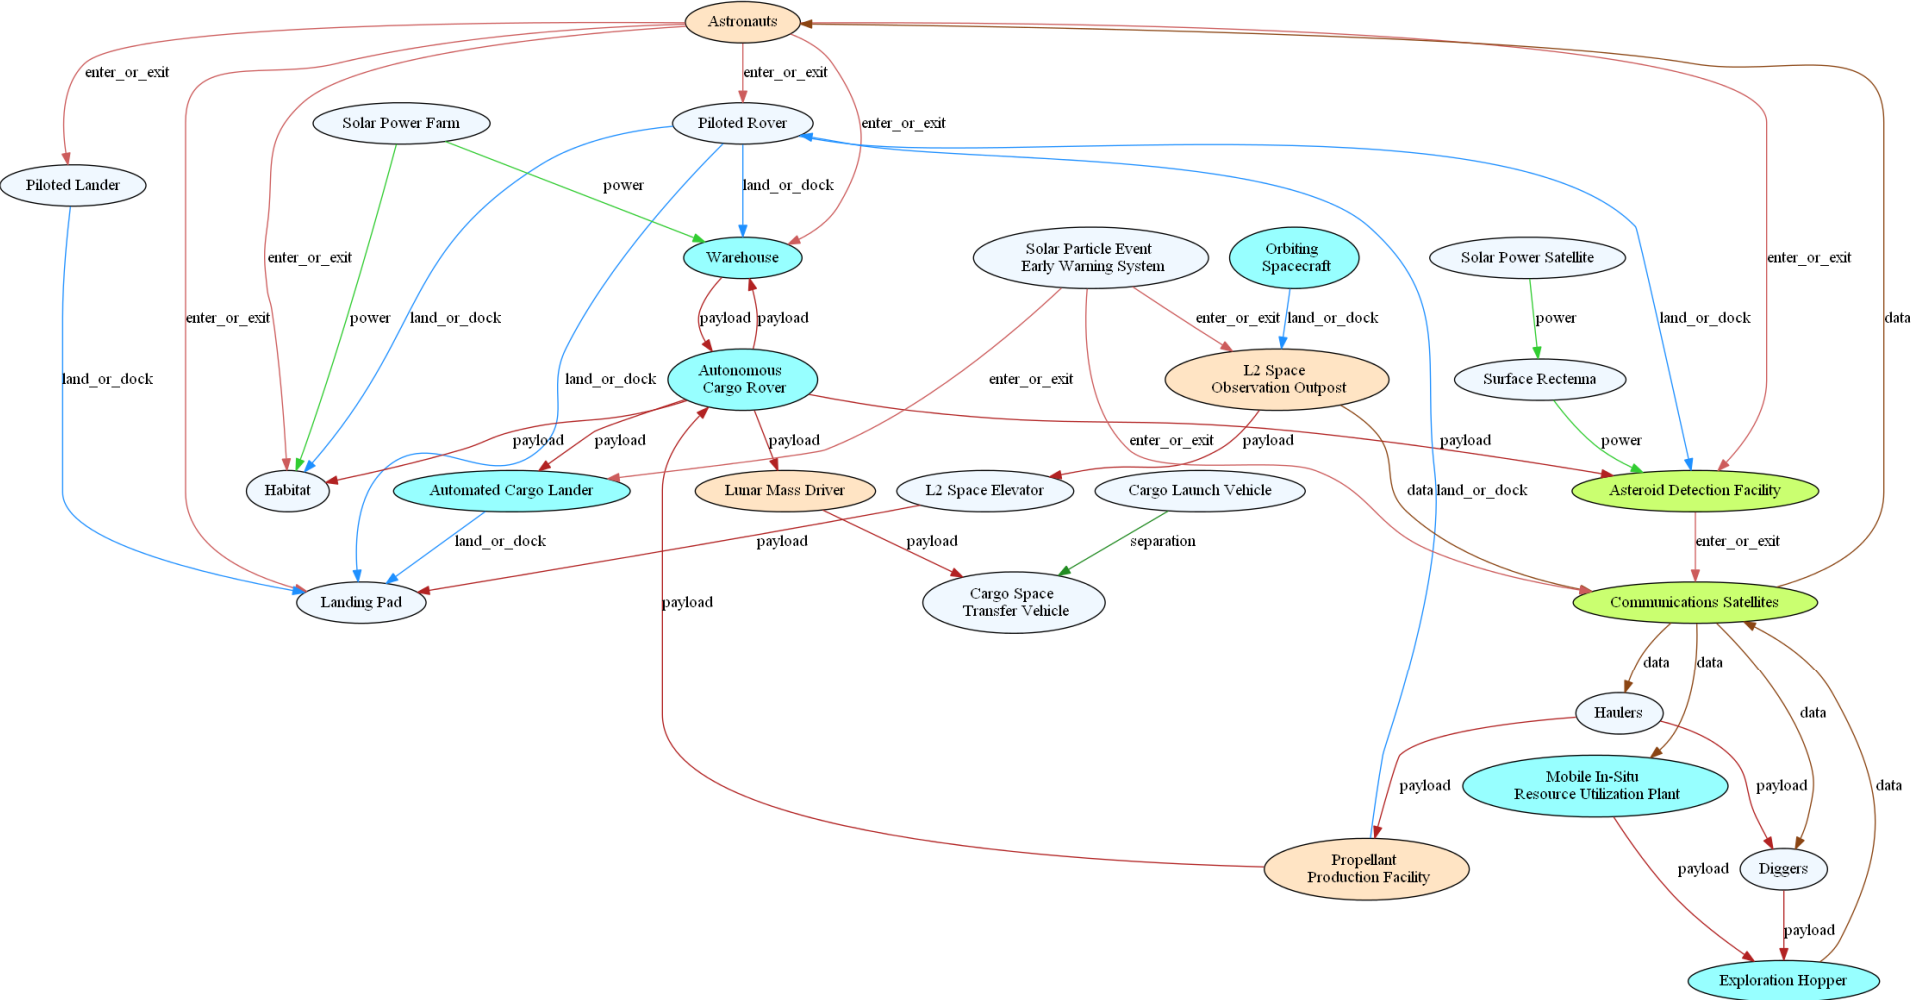 Astronauts
enter_or_exit
enter_or_exit
Solar Power Farm
Piloted Rover
enter_or_exit
Piloted Lander
power
land_or_dock
enter_or_exit
Warehouse
Solar Particle Event
Early Warning System
Orbiting
Spacecraft
Solar Power Satellite
enter_or_exit
enter_or_exit
power
land_or_dock
payload
payload
enter_or_exit
land_or_dock
power
land_or_dock
data
land_or_dock
land_or_dock
Autonomous
Cargo Rover
enter_or_exit
L2 Space
Observation Outpost
Surface Rectenna
payload
payload
payload
enter_or_exit
payload
payload
power
Habitat
Automated Cargo Lander
Lunar Mass Driver
L2 Space Elevator
Cargo Launch Vehicle
data
land_or_dock
Asteroid Detection Facility
land_or_dock
payload
payload
separation
enter_or_exit
Landing Pad
payload
Cargo Space
Transfer Vehicle
Communications Satellites
data
data
Haulers
data
payload
Mobile In-Situ
Resource Utilization Plant
payload
data
Propellant
Production Facility
payload
Diggers
payload
Exploration Hopper